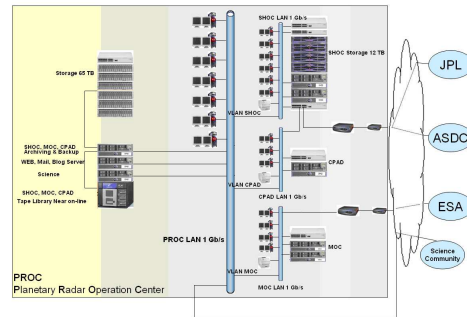 SHOC LAN 1 Gb/s
Storage 65 TB
SHOC Storage 12 TB
JPL
VLAN SHOC
ASDC
SHOC, MOC, CPAD
Archiving & Backup
WEB, Mail, Blog Server
Science
CPAD
VLAN CPAD
SHOC, MOC, CPAD
Tape Library Near on-line
CPAD LAN 1 Gb/s
ESA
PROC LAN 1 Gb/s
MOC
Science
Community
VLAN MOC
MOC LAN 1 Gb/s
PROC
Planetary Radar Operation Center